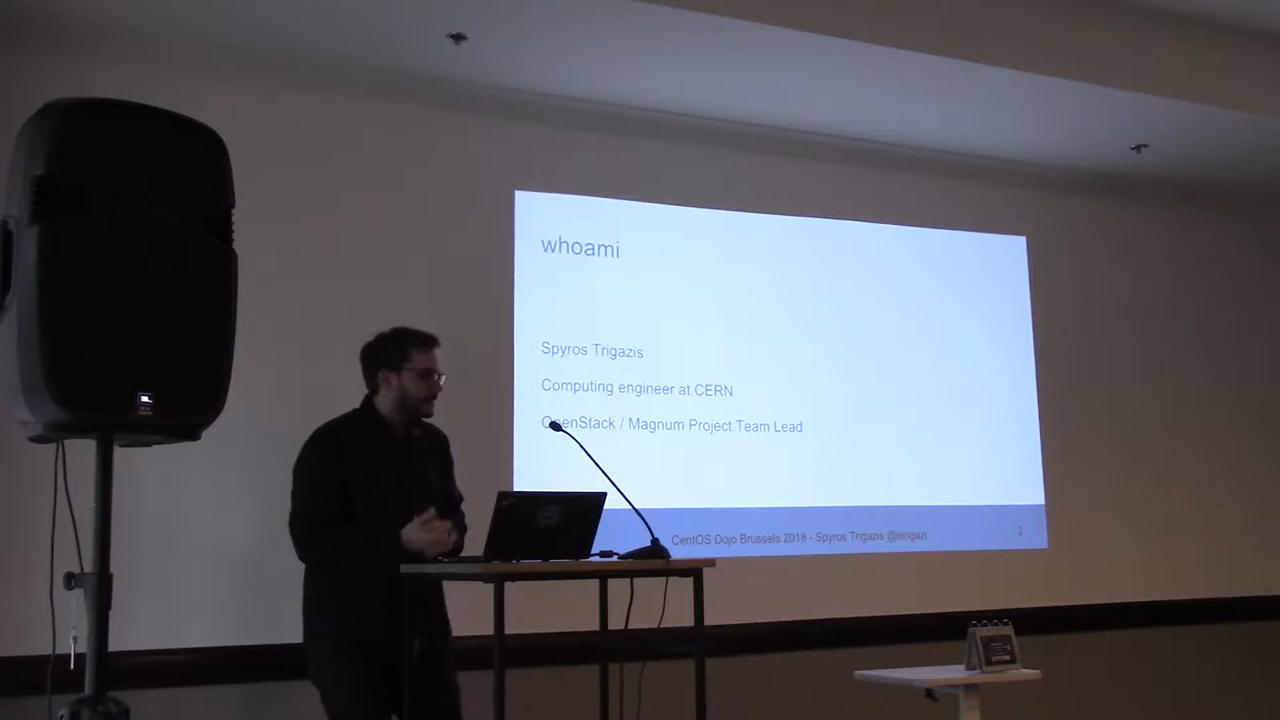 whoami
Spyros Trigazis
Computing engineer at CERN
OpenStack / Magnum Project Team Lead
CentOS Dojo Brussels 2018 - Spyros Trigazis @strigazi
2